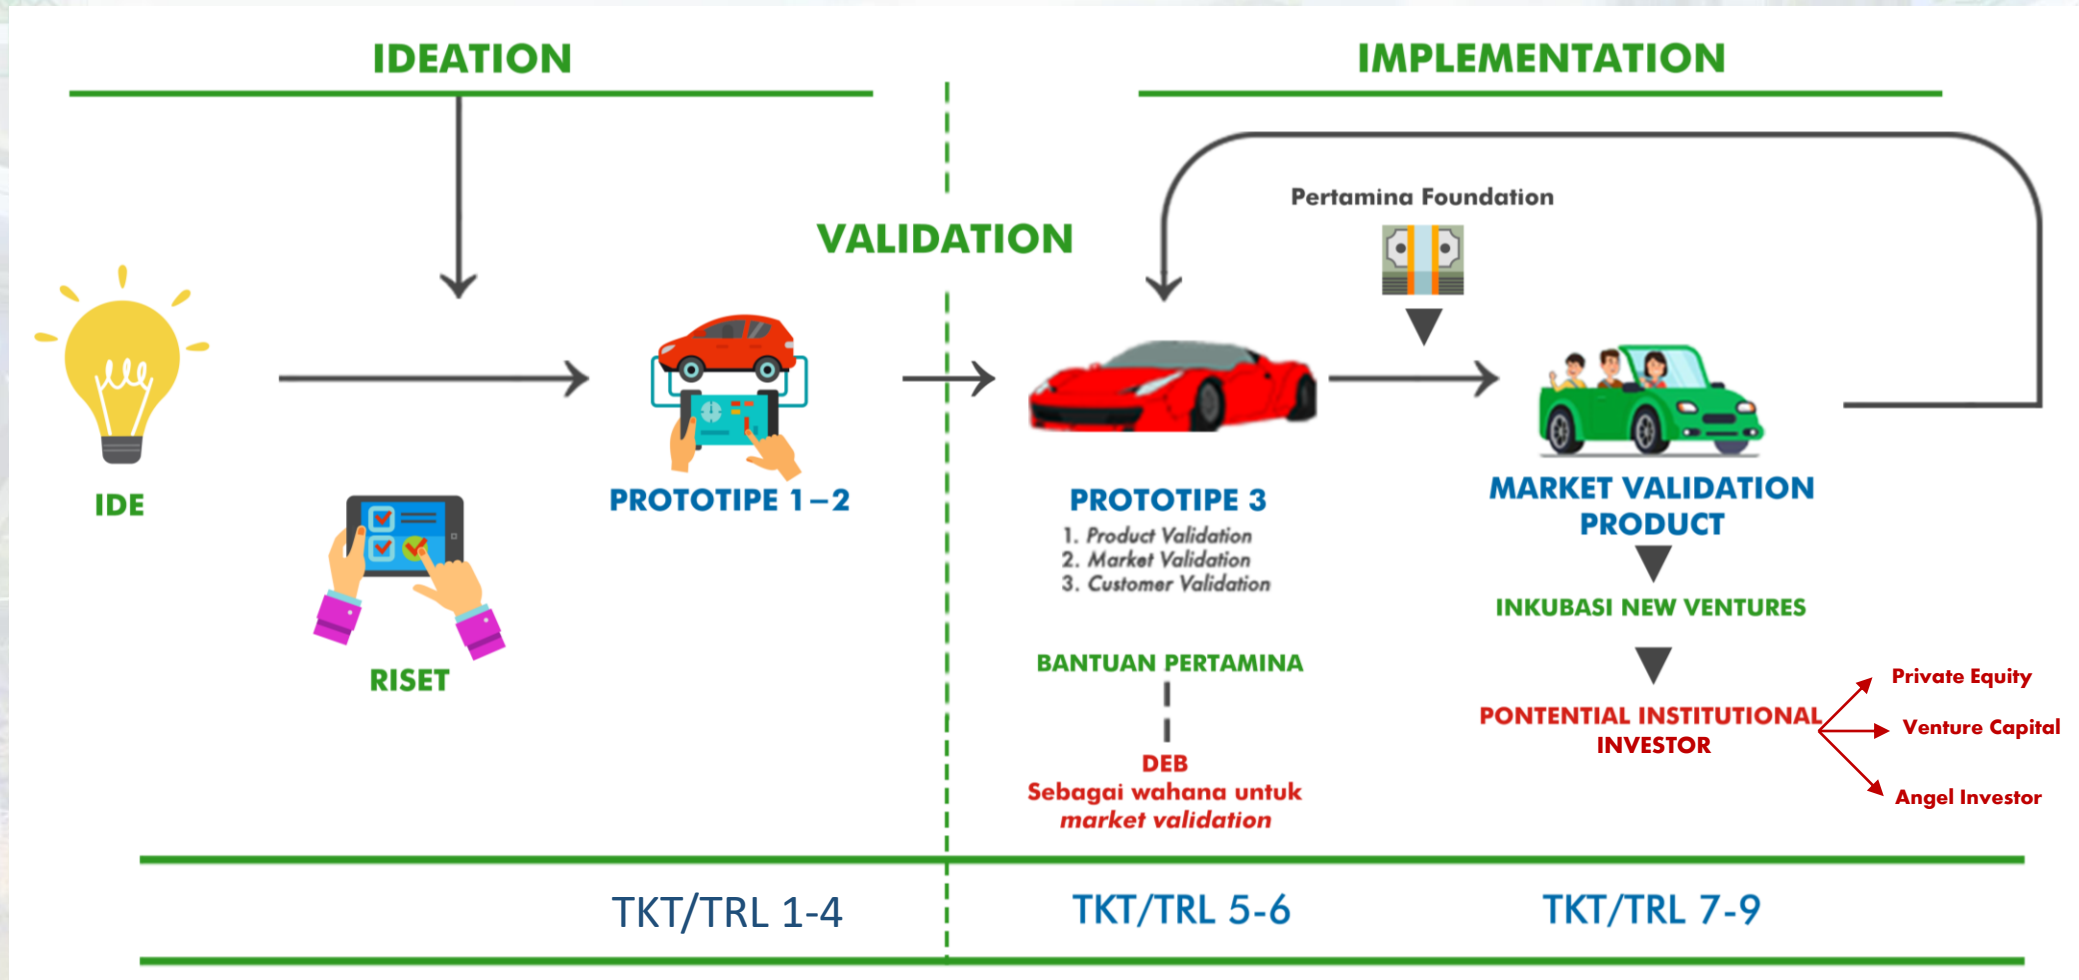 IDEATION
IMPLEMENTATION
Pertamina Foundation
VALIDATION
IDE
RISET
PROTOTIPE 1–2
PROTOTIPE 3
1. Product Validation
2. Market Validation
3. Customer Validation
BANTUAN PERTAMINA
DEB
Sebagai wahana untuk
market validation
MARKET VALIDATION
PRODUCT
INKUBASI NEW VENTURES
PONTENTIAL INSTITUTIONAL
INVESTOR
Private Equity
Venture Capital
Angel Investor
TKT/TRL 1-4
TKT/TRL 5-6
TKT/TRL 7-9